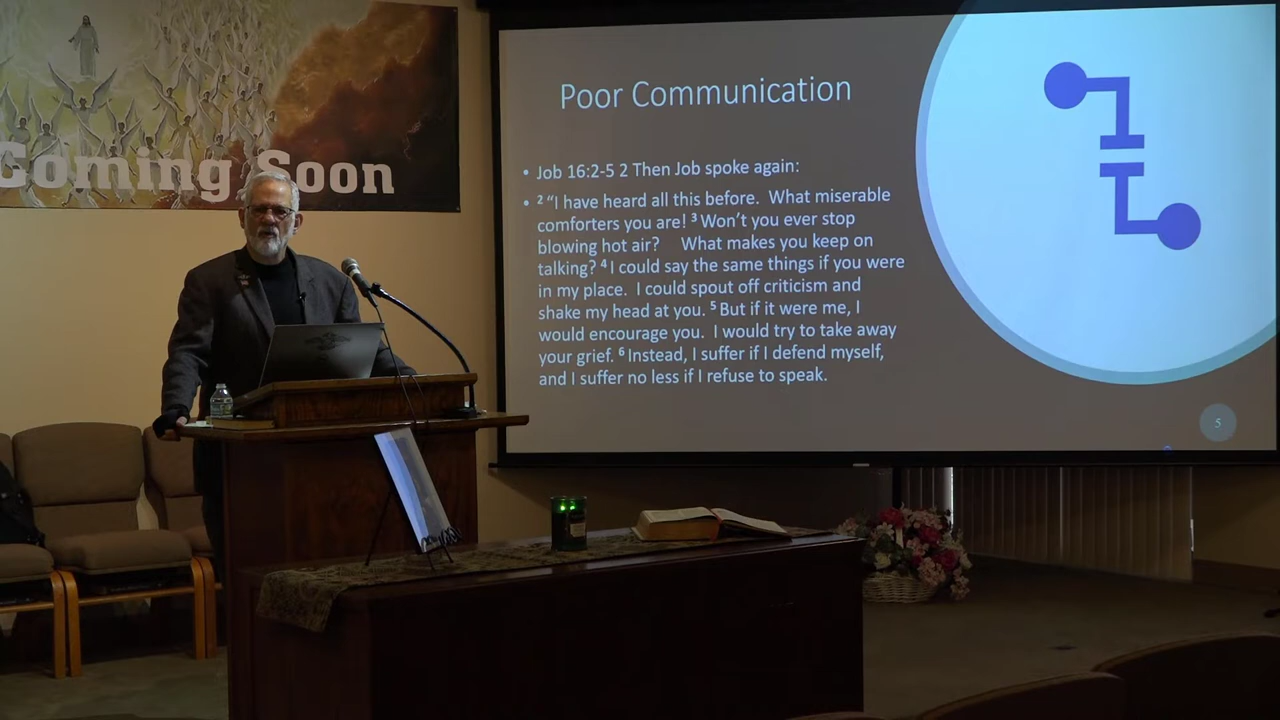 Coming Soon
Poor Communication
• Job 16:2-5 2 Then Job spoke again:
• ² “I have heard all this before. What miserable
comforters you are! ³ Won’t you ever stop
blowing hot air? What makes you keep on
talking? ⁴ I could say the same things if you were
in my place. I could spout off criticism and
shake my head at you. ⁵ But if it were me, I
would encourage you. I would try to take away
your grief. ⁶ Instead, I suffer if I defend myself,
and I suffer no less if I refuse to speak.
5